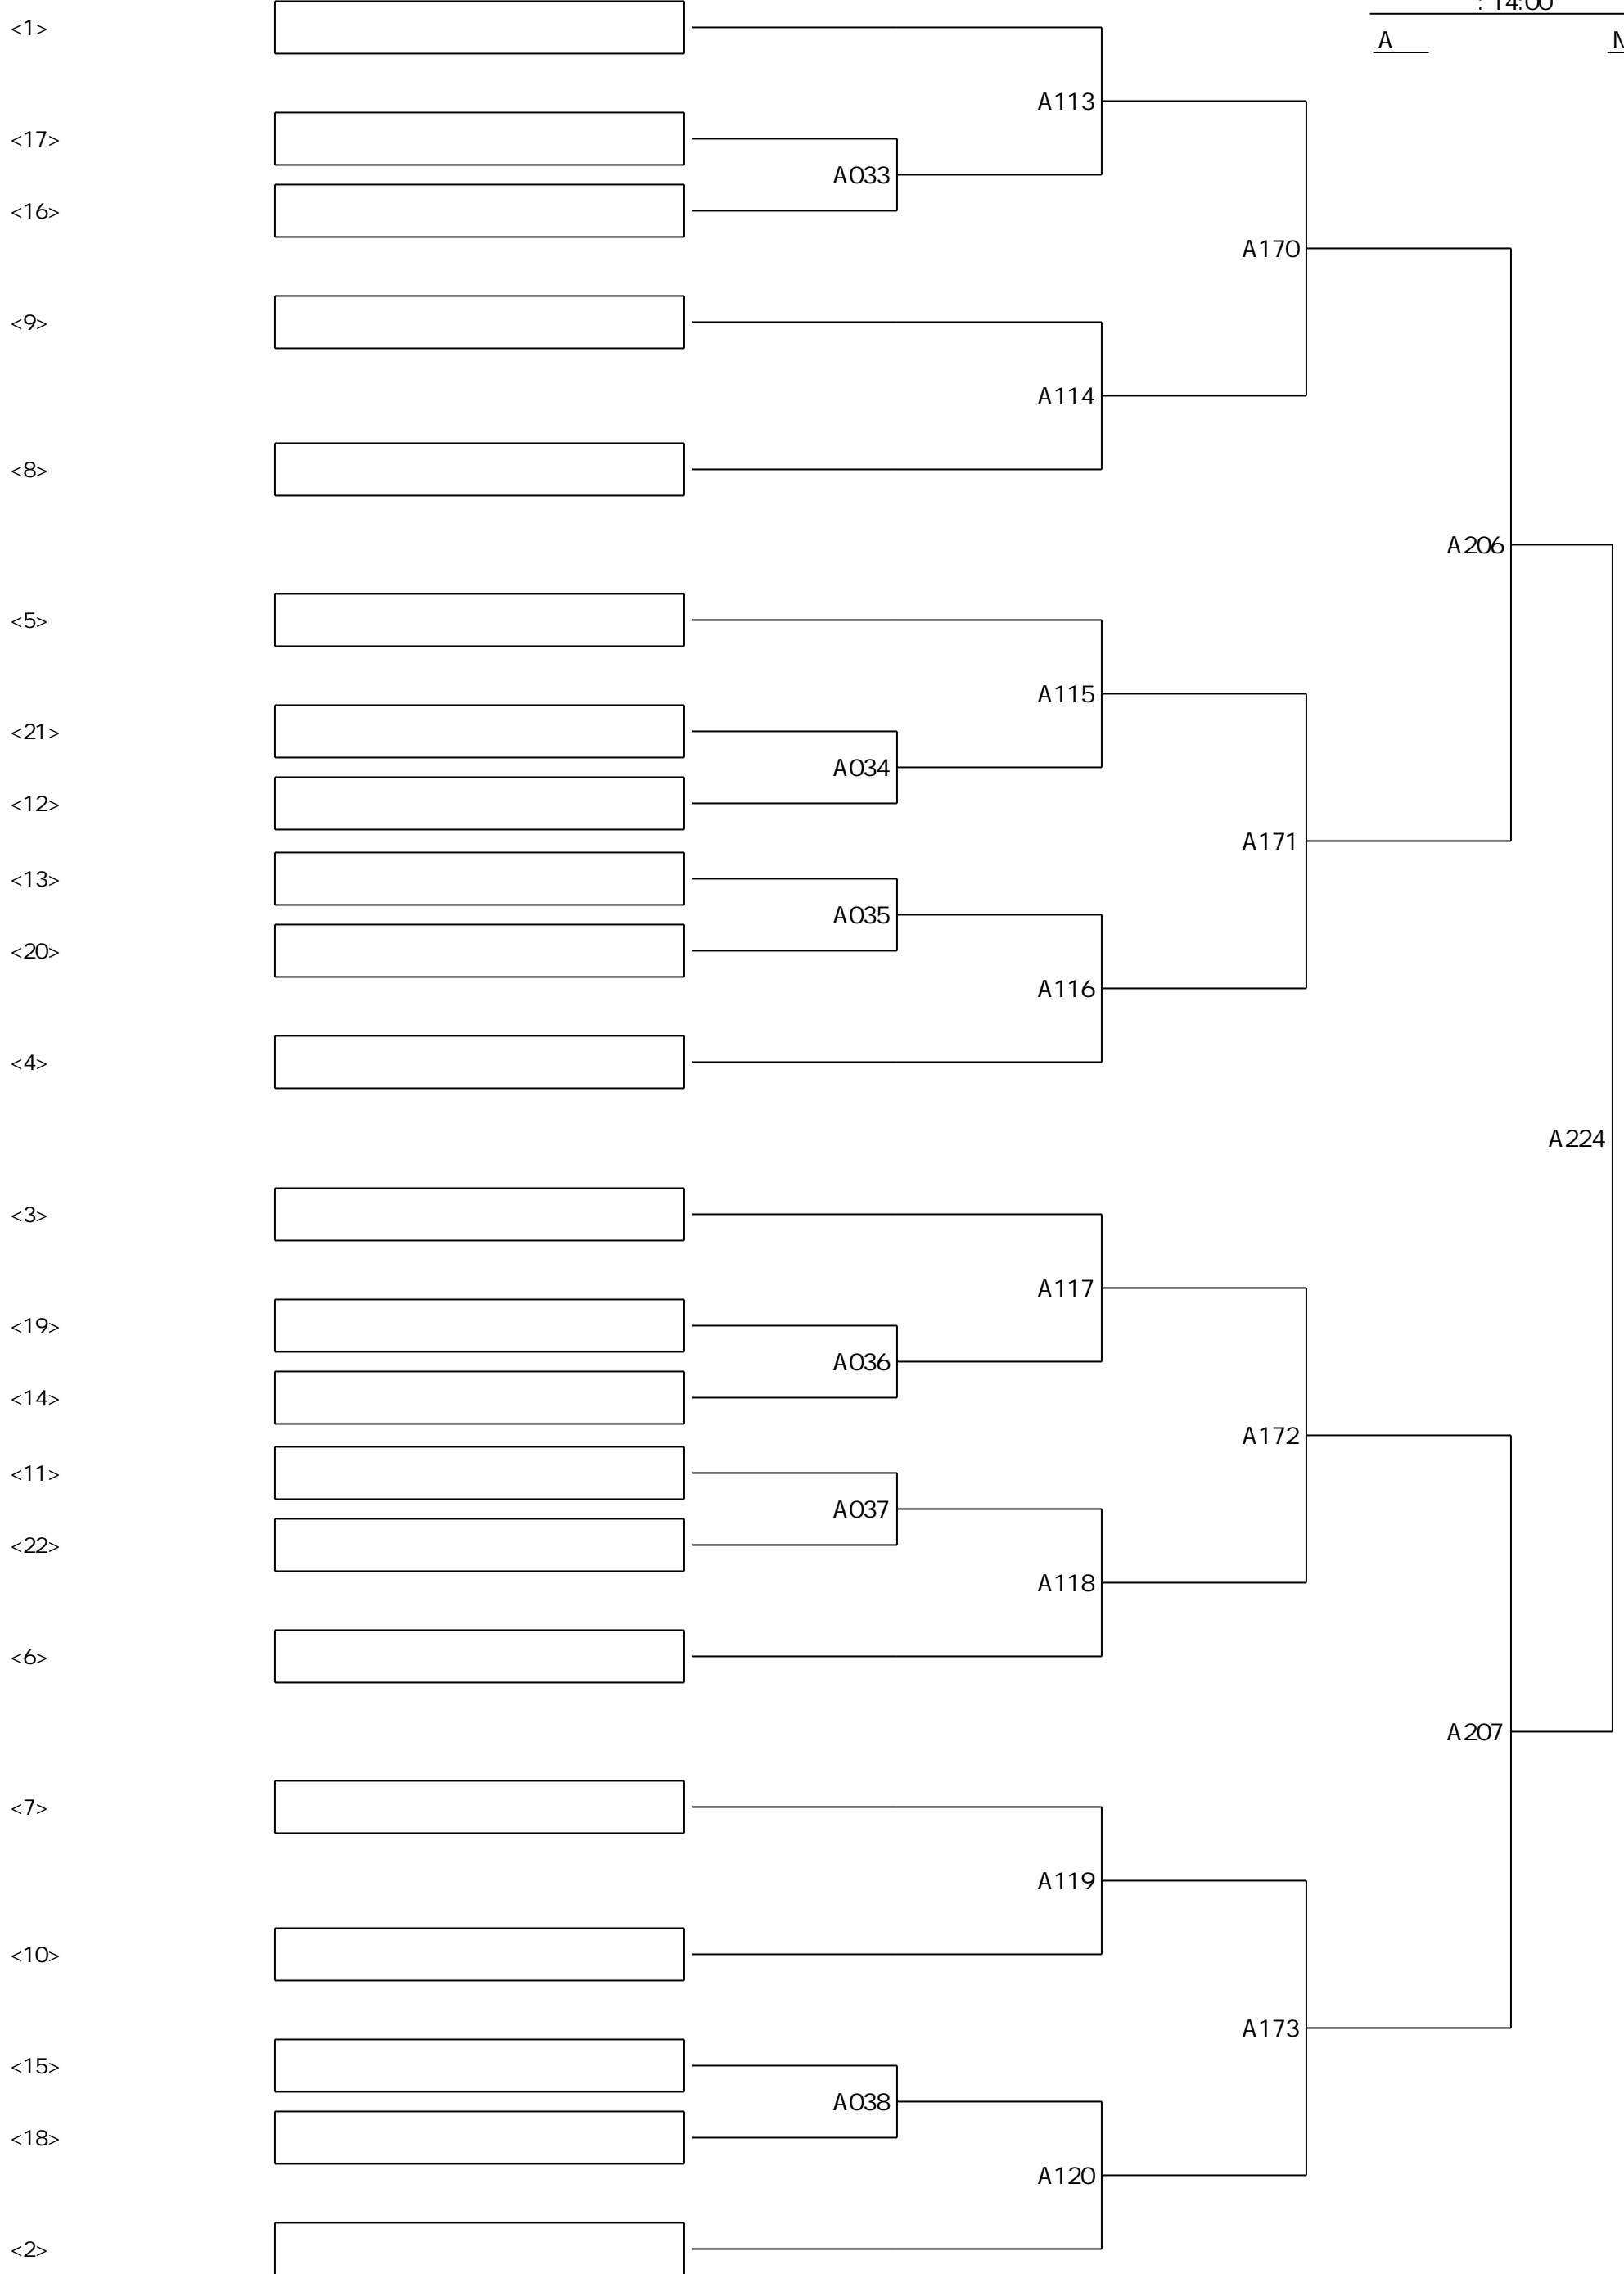 : 14:00
<1>
A
A113
<17>
A033
<16>
A170
<9>
A114
<8>
A206
<5>
A115
<21>
A034
<12>
A171
<13>
A035
<20>
A116
<4>
A224
<3>
A117
<19>
A036
<14>
A172
<11>
A037
<22>
A118
<6>
A207
<7>
A119
<10>
A173
<15>
A038
<18>
A120
<2>